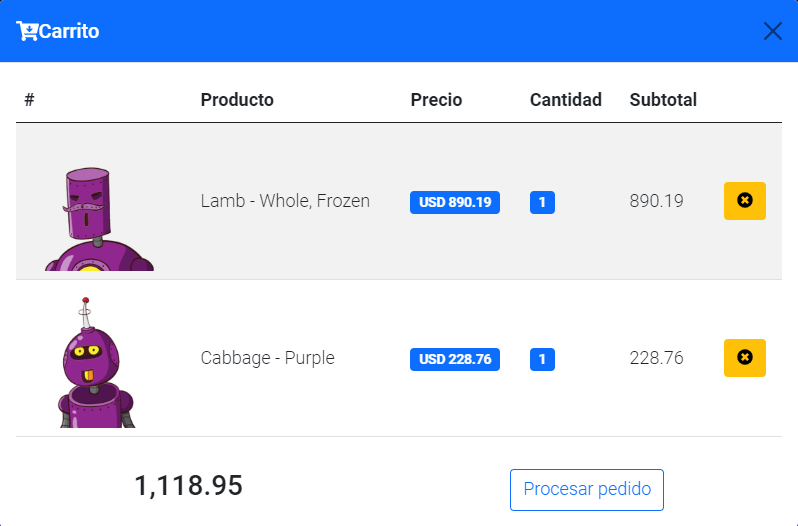 Carrito
# Producto Precio Cantidad Subtotal
Lamb - Whole, Frozen USD 890.19 1 890.19
Cabbage - Purple USD 228.76 1 228.76
1,118.95 Procesar pedido